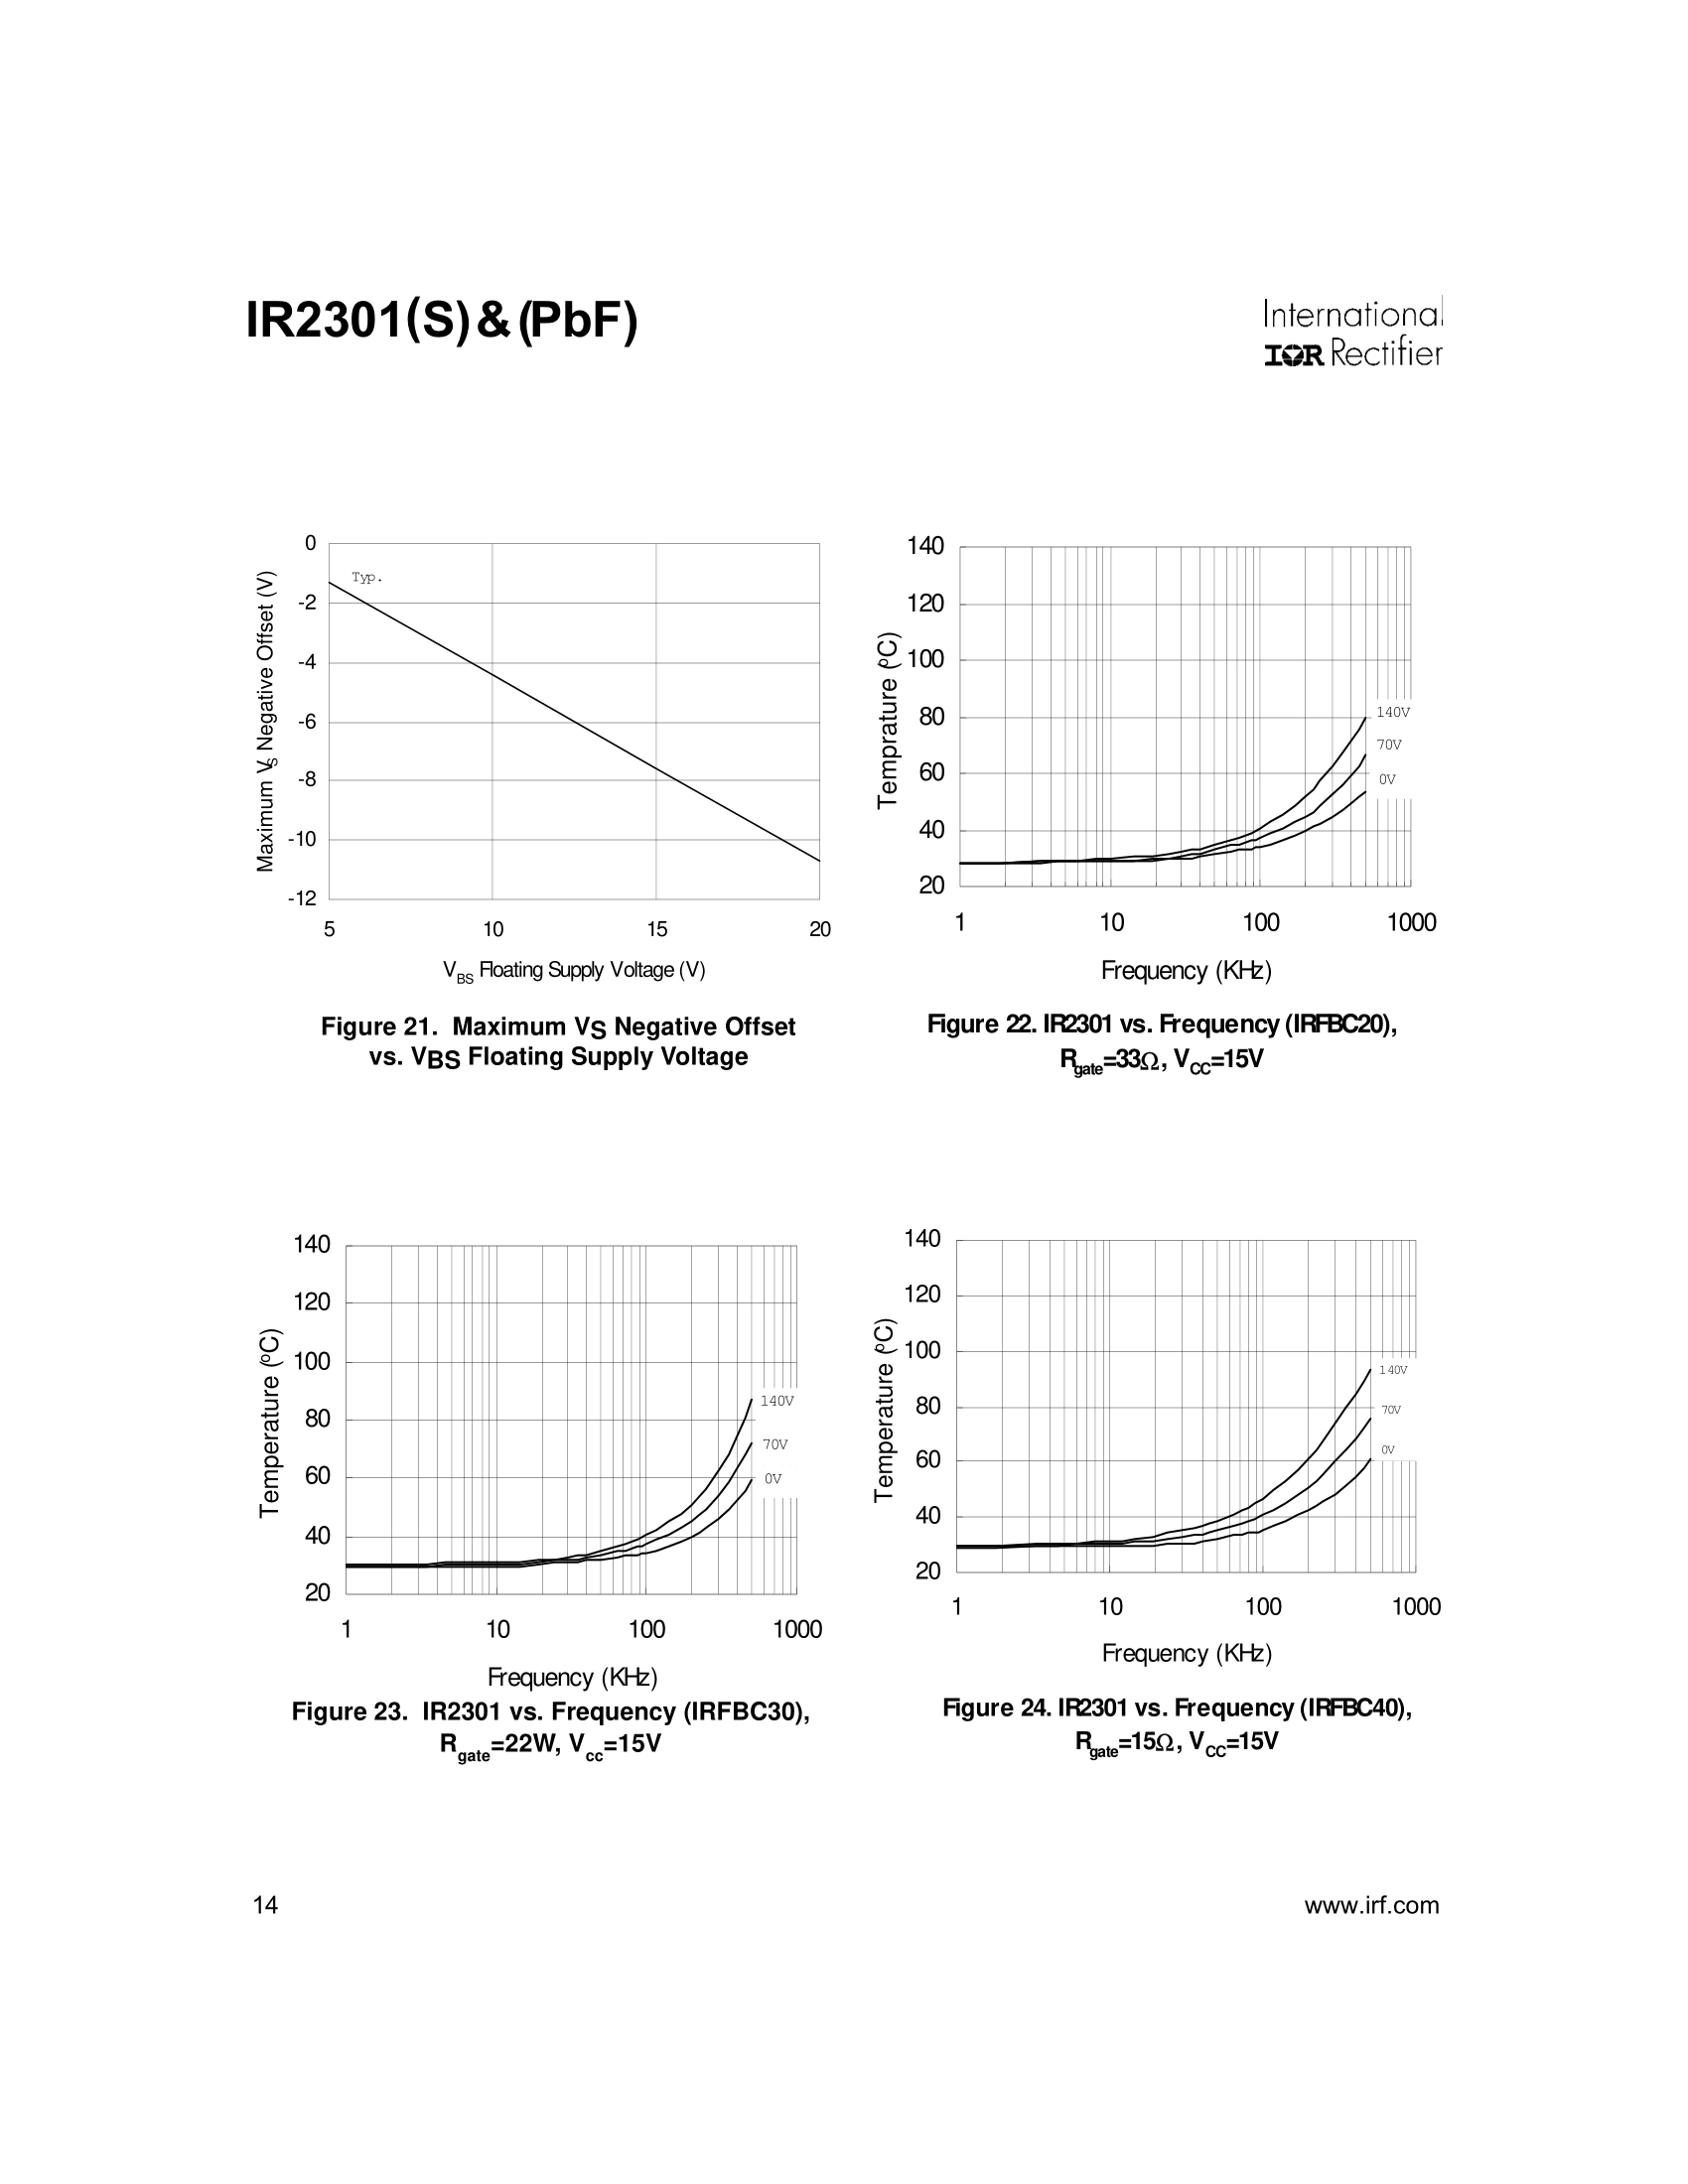 IR2301(S) & (PbF)
International
IOR Rectifier
0
-2
-4
-6
-8
-10
-12
5 10 15 20
Maximum VS Negative Offset (V)
Typ.
VBS Floating Supply Voltage (V)
Figure 21. Maximum VS Negative Offset
vs. VBS Floating Supply Voltage
140
120
100
80
60
40
20
1 10 100 1000
Temprature (ºC)
140V
70V
0V
Frequency (KHz)
Figure 22. IR2301 vs. Frequency (IRFBC20),
Rgate=33Ω, VCC=15V
140
120
100
80
60
40
20
1 10 100 1000
Temperature (ºC)
140V
70V
0V
Frequency (KHz)
Figure 23. IR2301 vs. Frequency (IRFBC30),
Rgate=22W, Vcc=15V
140
120
100
80
60
40
20
1 10 100 1000
Temperature (ºC)
140V
70V
0V
Frequency (KHz)
Figure 24. IR2301 vs. Frequency (IRFBC40),
Rgate=15Ω, VCC=15V
14
www.irf.com